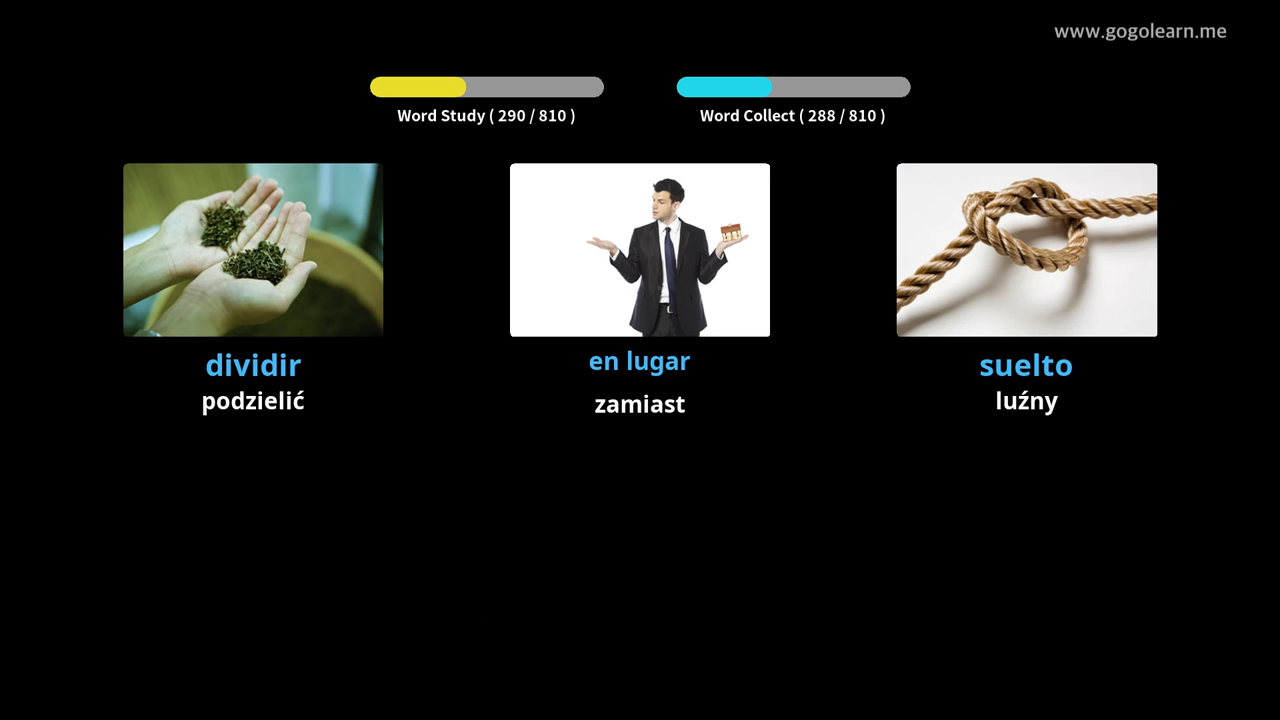 www.gogolearn.me
Word Study ( 290 / 810 )
Word Collect ( 288 / 810 )
dividir
podzielić
en lugar
zamiast
suelto
luźny